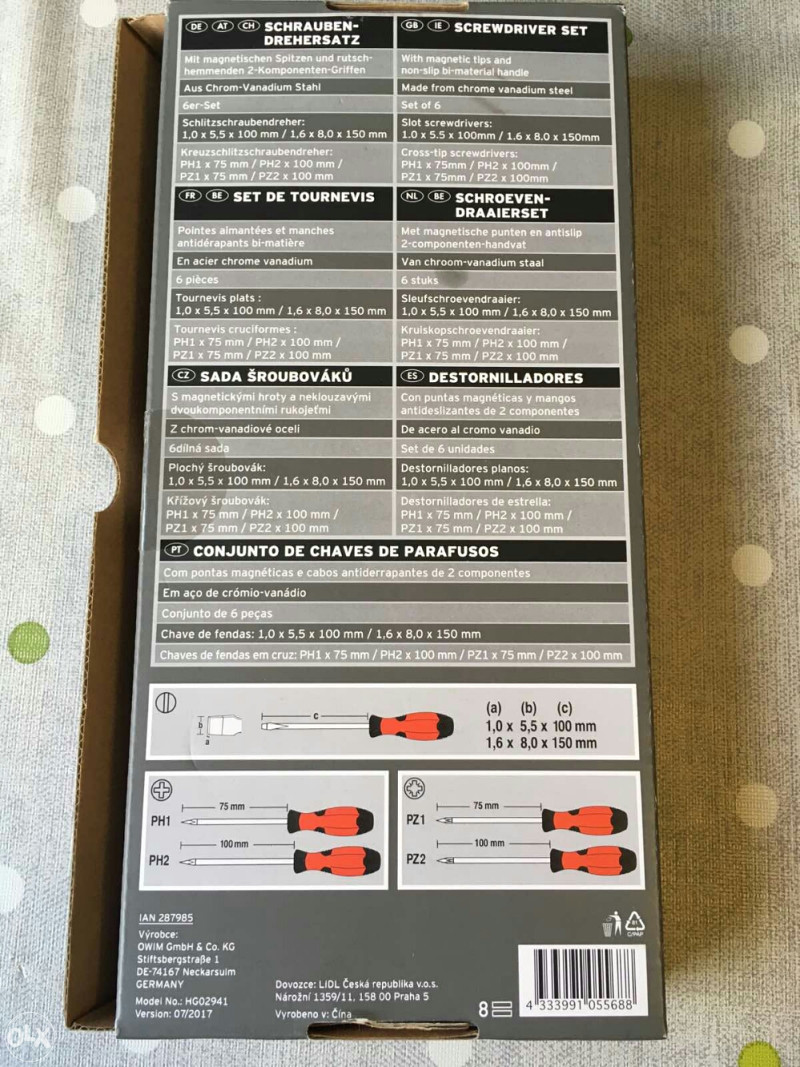 DE AT CH SCHRAUBEN-
DREHERSATZ
Mit magnetischen Spitzen und rutsch-
hemmenden 2-Komponenten-Griffen
Aus Chrom-Vanadium Stahl
6er-Set
Schlitzschraubendreher:
1,0 x 5,5 x 100 mm / 1,6 x 8,0 x 150 mm
Kreuzschlitzschraubendreher:
PH1 x 75 mm / PH2 x 100 mm /
PZ1 x 75 mm / PZ2 x 100 mm
GB IE SCREWDRIVER SET
With magnetic tips and
non-slip bi-material handle
Made from chrome vanadium steel
Set of 6
Slot screwdrivers:
1.0 x 5.5 x 100mm / 1.6 x 8.0 x 150mm
Cross-tip screwdrivers:
PH1 x 75mm / PH2 x 100mm /
PZ1 x 75mm / PZ2 x 100mm
FR BE SET DE TOURNEVIS
Pointes aimantées et manches
antidérapants bi-matière
En acier chrome vanadium
6 pièces
Tournevis plats :
1,0 x 5,5 x 100 mm / 1,6 x 8,0 x 150 mm
Tournevis cruciformes :
PH1 x 75 mm / PH2 x 100 mm /
PZ1 x 75 mm / PZ2 x 100 mm
NL BE SCHROEVEN-
DRAAIERSET
Met magnetische punten en antislip
2-componenten-handvat
Van chroom-vanadium staal
6 stuks
Sleufschroevendraaier:
1,0 x 5,5 x 100 mm / 1,6 x 8,0 x 150 mm
Kruiskopschroevendraaier:
PH1 x 75 mm / PH2 x 100 mm /
PZ1 x 75 mm / PZ2 x 100 mm
CZ SADA ŠROUBOVÁKŮ
S magnetickými hroty a neklouzavými
dvoukomponentními rukojeťmi
Z chrom-vanadiové oceli
6dílná sada
Plochý šroubovák:
1,0 x 5,5 x 100 mm / 1,6 x 8,0 x 150 mm
Křížový šroubovák:
PH1 x 75 mm / PH2 x 100 mm /
PZ1 x 75 mm / PZ2 x 100 mm
ES DESTORNILLADORES
Con puntas magnéticas y mangos
antideslizantes de 2 componentes
De acero al cromo vanadio
Set de 6 unidades
Destornilladores planos:
1,0 x 5,5 x 100 mm / 1,6 x 8,0 x 150 mm
Destornilladores de estrella:
PH1 x 75 mm / PH2 x 100 mm /
PZ1 x 75 mm / PZ2 x 100 mm
PT CONJUNTO DE CHAVES DE PARAFUSOS
Com pontas magnéticas e cabos antiderrapantes de 2 componentes
Em aço de crómio-vanádio
Conjunto de 6 peças
Chave de fendas: 1,0 x 5,5 x 100 mm / 1,6 x 8,0 x 150 mm
Chaves de fendas em cruz: PH1 x 75 mm / PH2 x 100 mm / PZ1 x 75 mm / PZ2 x 100 mm
b
a
c
(a) (b) (c)
1,0 x 5,5 x 100 mm
1,6 x 8,0 x 150 mm
75 mm
PH1
100 mm
PH2
75 mm
PZ1
100 mm
PZ2
IAN 287985
Výrobce:
OWIM GmbH & Co. KG
Stiftsbergstraße 1
DE-74167 Neckarsulm
GERMANY
Model No.: HG02941
Version: 07/2017
Dovozce: LIDL Česká republika v.o.s.
Nárožní 1359/11, 158 00 Praha 5
Vyrobeno v: Čína
8
81
C/PAP
4 333991 055688
OLX